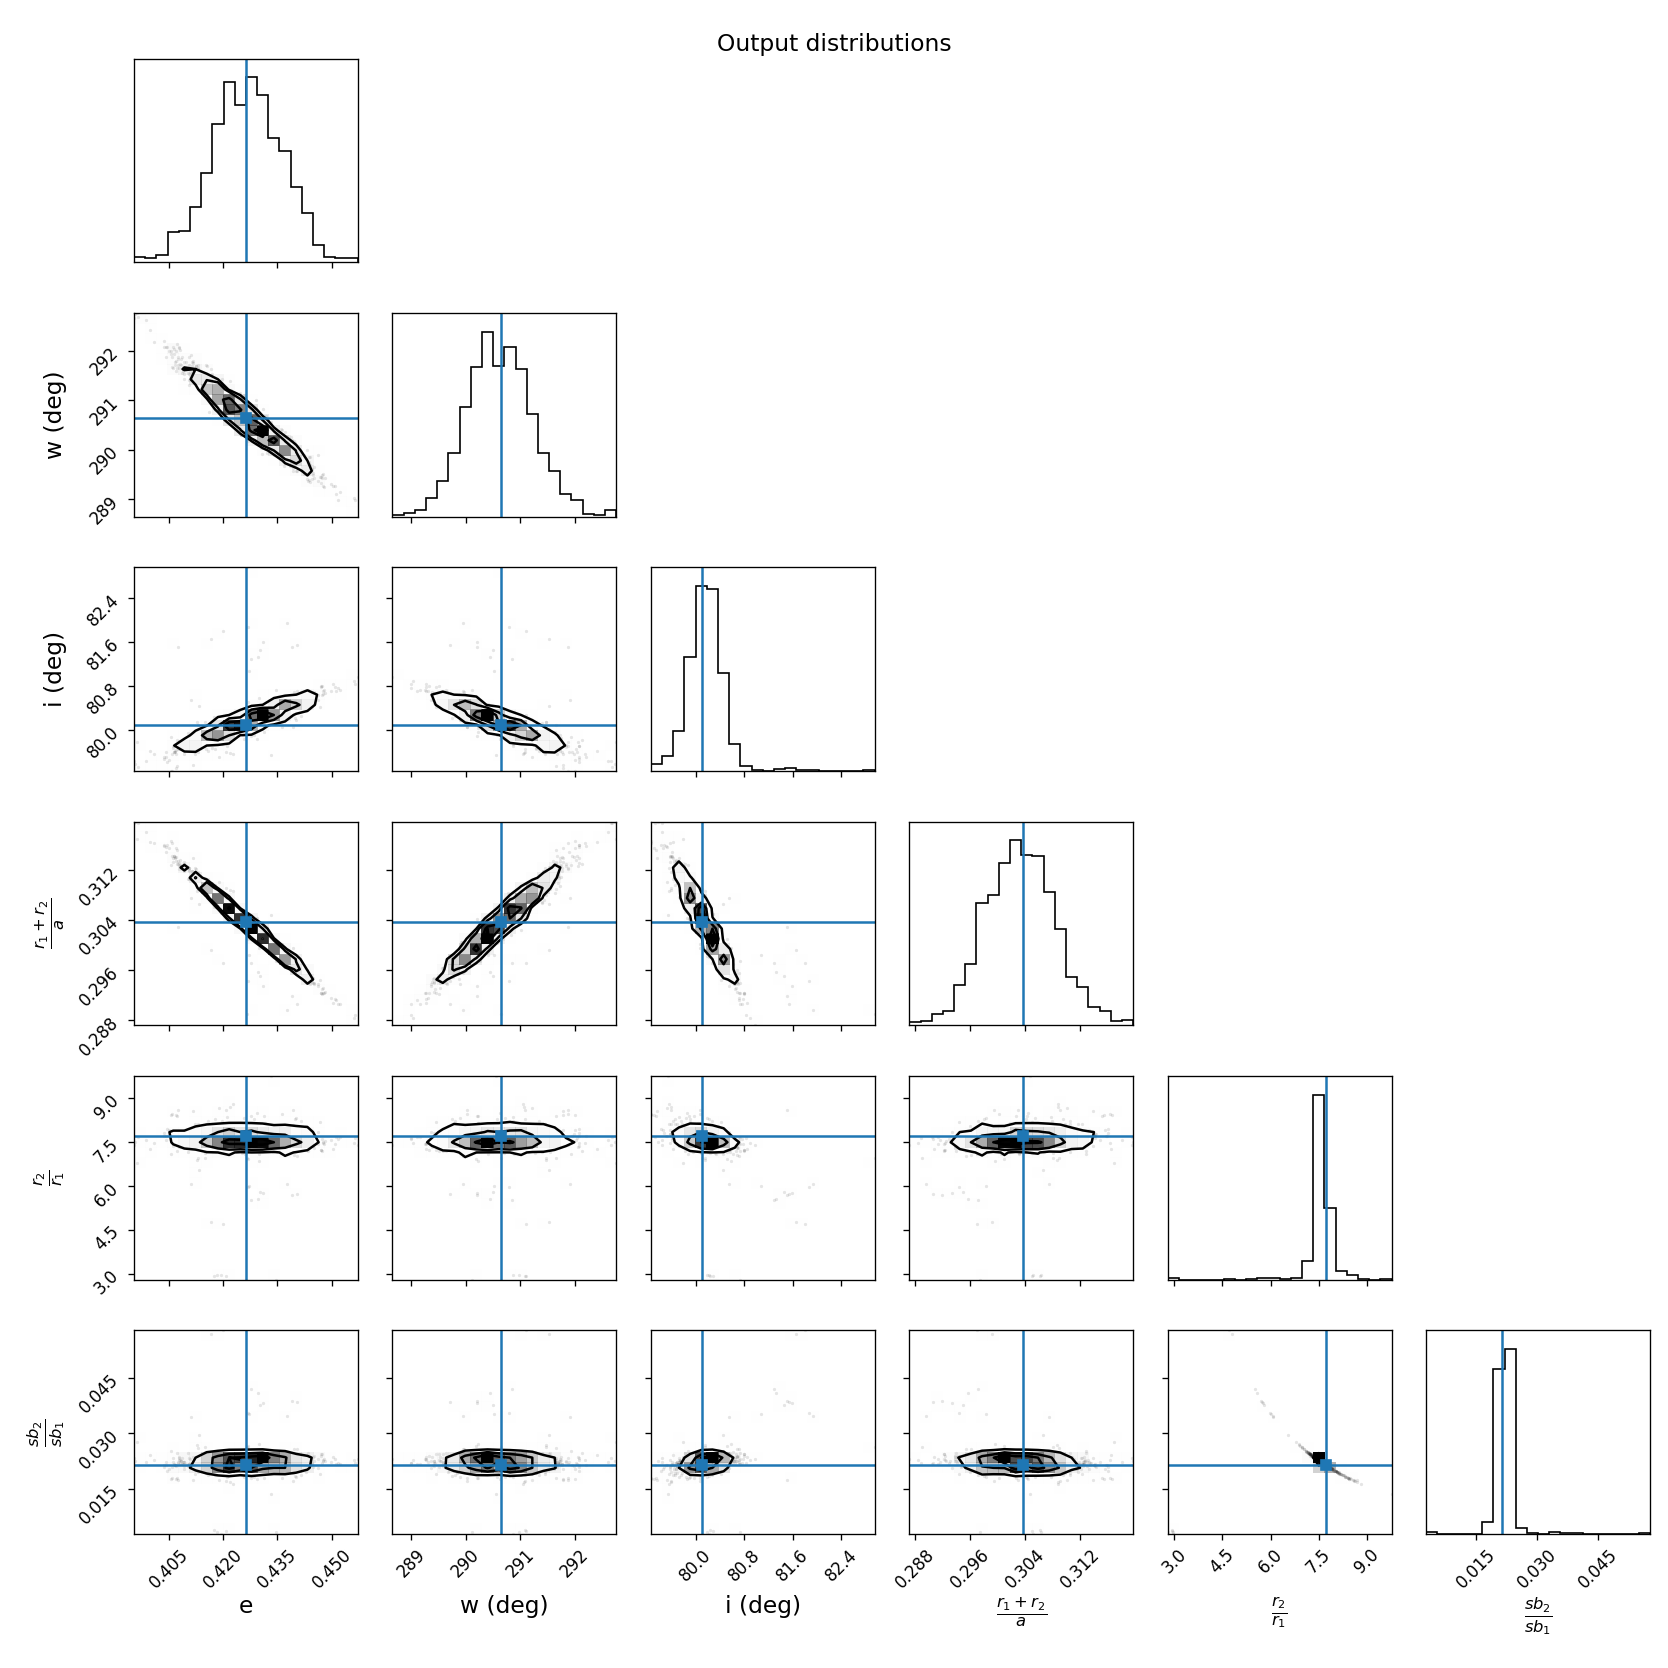 Output distributions
w (deg)
292
291
290
289
i (deg)
82.4
81.6
80.8
80.0
r1 + r2
a
0.312
0.304
0.296
0.288
r2
r1
9.0
7.5
6.0
4.5
3.0
sb2
sb1
0.045
0.030
0.015
0.405 0.420 0.435 0.450 289 290 291 292 80.0 80.8 81.6 82.4 0.288 0.296 0.304 0.312 3.0 4.5 6.0 7.5 9.0 0.015 0.030 0.045
e w (deg) i (deg)
r1 + r2
a
r2
r1
sb2
sb1